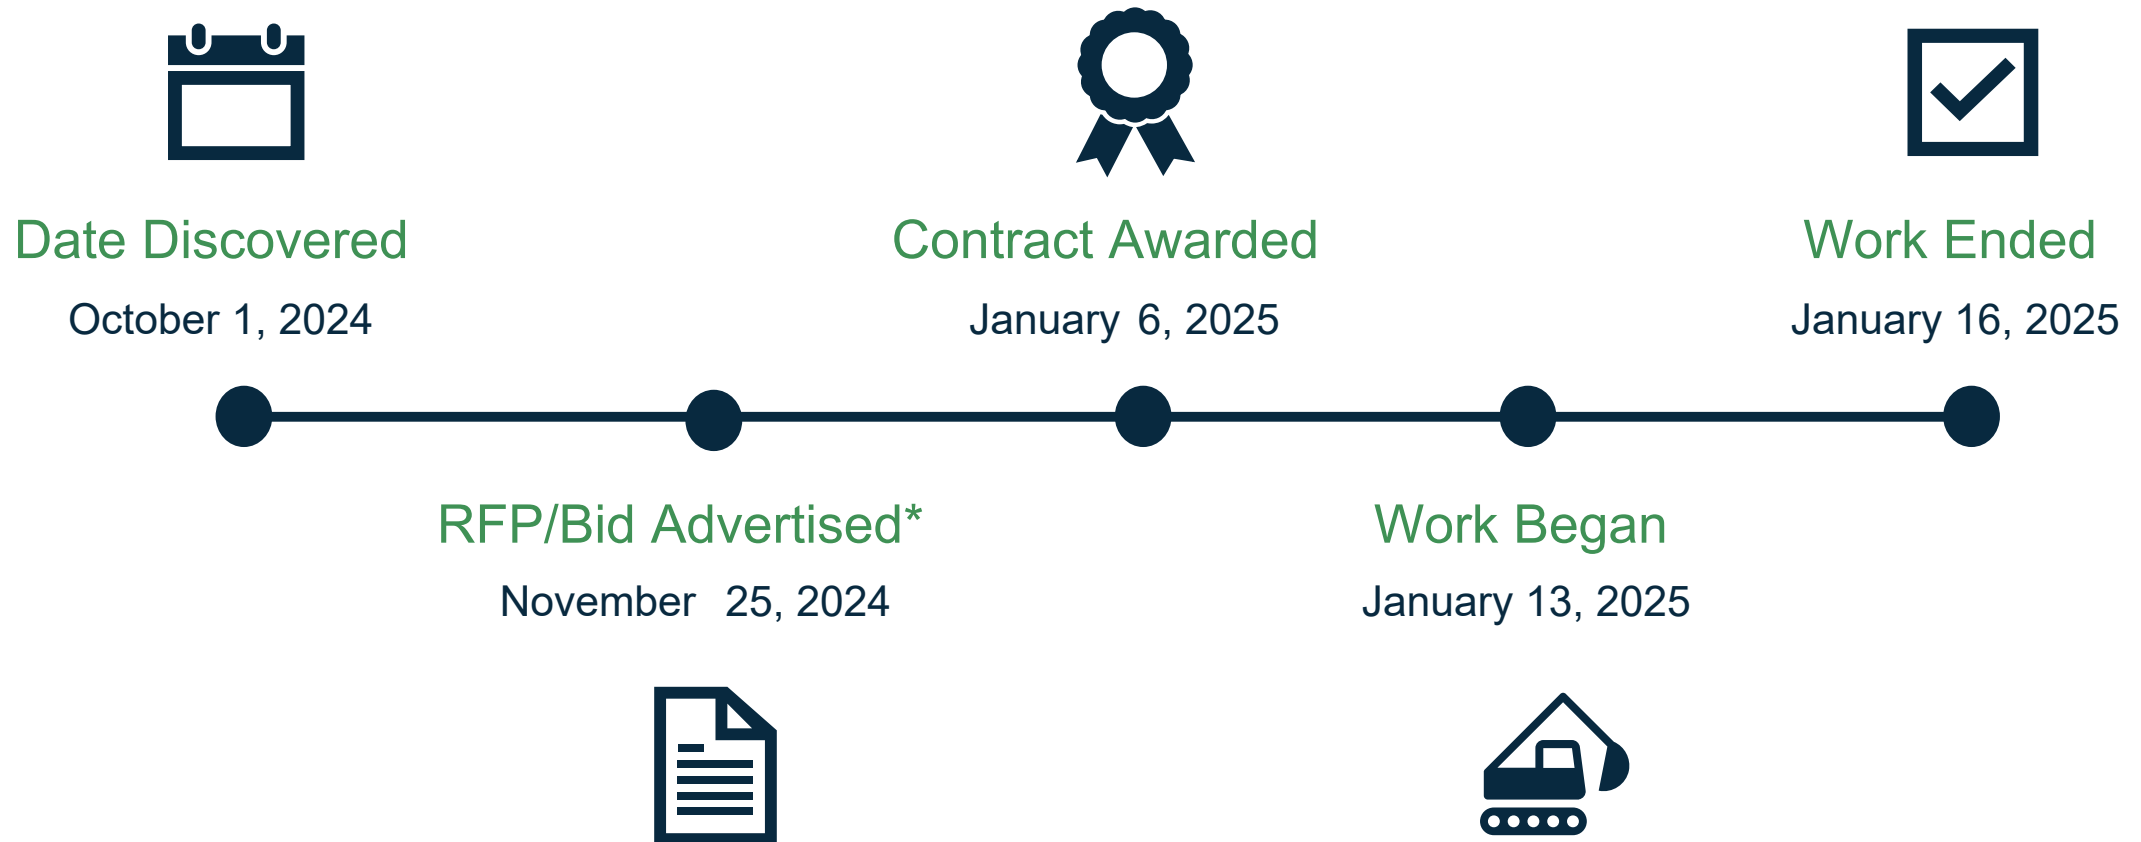 Date Discovered
October 1, 2024
Contract Awarded
January 6, 2025
Work Ended
January 16, 2025
RFP/Bid Advertised*
November 25, 2024
Work Began
January 13, 2025